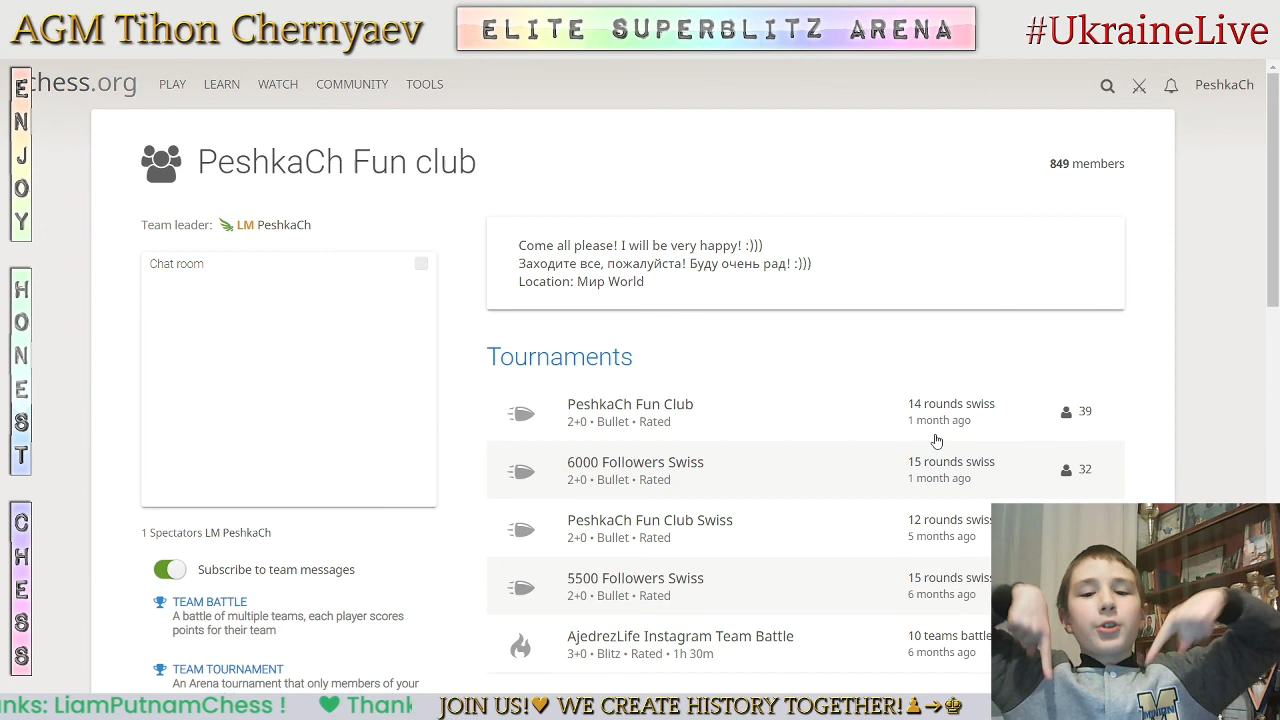 AGM Tihon Chernyaev
ELITE SUPERBLITZ ARENA
#UkraineLive
ENJOY
HONEST
CHESS
chess.org
PLAY LEARN WATCH COMMUNITY TOOLS
PeshkaCh
PeshkaCh Fun club
849 members
Team leader: LM PeshkaCh
Chat room
Come all please! I will be very happy! :)))
Заходите все, пожалуйста! Буду очень рад! :)))
Location: Мир World
Tournaments
PeshkaCh Fun Club 14 rounds swiss 39
2+0 • Bullet • Rated 1 month ago
6000 Followers Swiss 15 rounds swiss 32
2+0 • Bullet • Rated 1 month ago
PeshkaCh Fun Club Swiss 12 rounds swiss
2+0 • Bullet • Rated 5 months ago
5500 Followers Swiss 15 rounds swiss
2+0 • Bullet • Rated 6 months ago
AjedrezLife Instagram Team Battle 10 teams battle
3+0 • Blitz • Rated • 1h 30m 6 months ago
1 Spectators LM PeshkaCh
Subscribe to team messages
TEAM BATTLE
A battle of multiple teams, each player scores
points for their team
TEAM TOURNAMENT
An Arena tournament that only members of your
anks: LiamPutnamChess ! 💚 Thank
JOIN US!♥ WE CREATE HISTORY TOGETHER!♟→♚